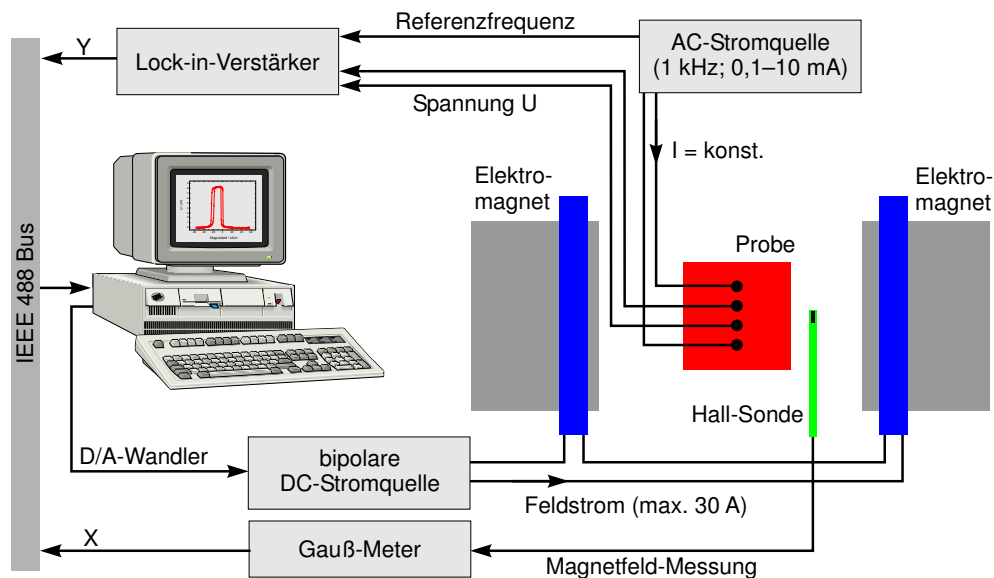 Referenzfrequenz
AC-Stromquelle
(1 kHz; 0,1–10 mA)
Y
Lock-in-Verstärker
Spannung U
I = konst.
Elektro-
magnet
Elektro-
magnet
Probe
IEEE 488 Bus
Hall-Sonde
D/A-Wandler
bipolare
DC-Stromquelle
Feldstrom (max. 30 A)
X
Gauß-Meter
Magnetfeld-Messung